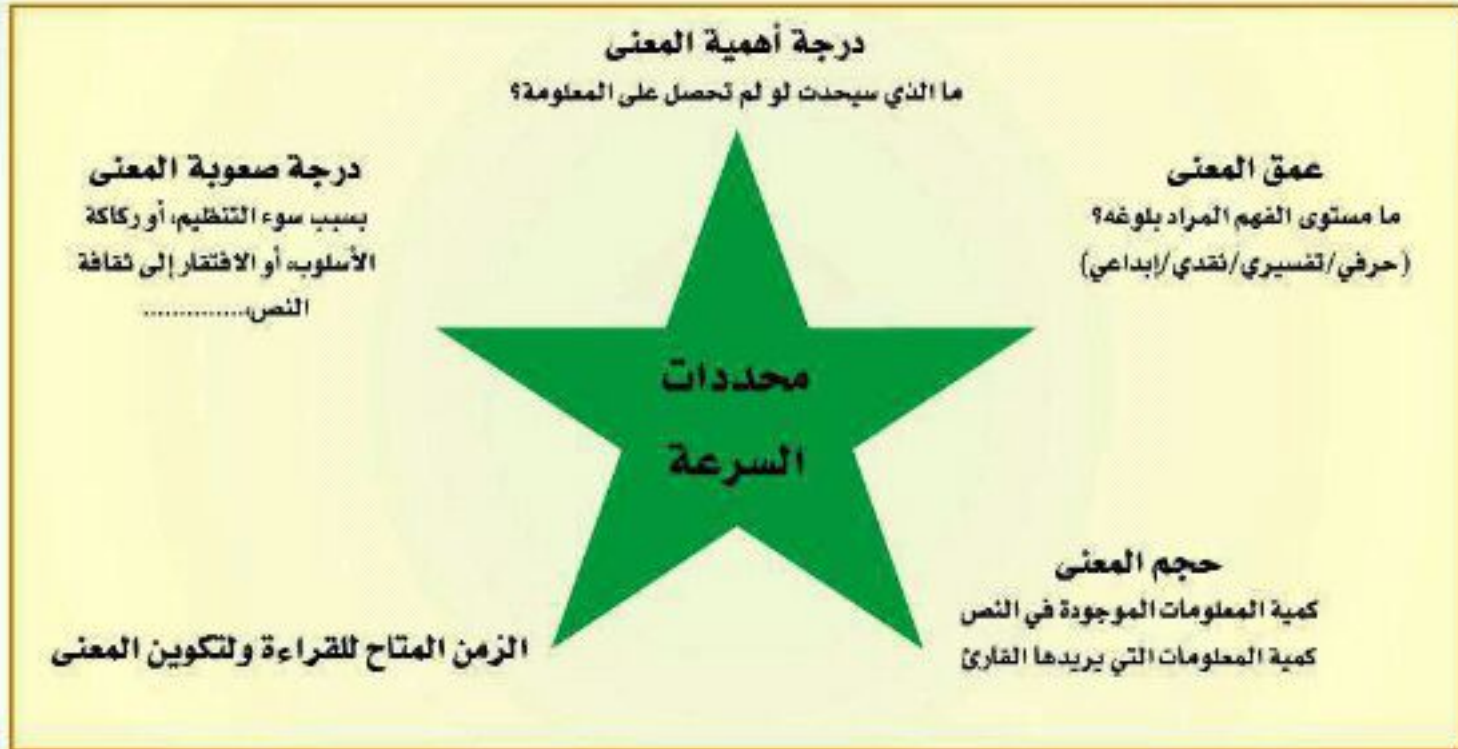 درجة أهمية المعنى
ما الذي سيحدث لو لم تحصل على المعلومة؟
عمق المعنى
ما مستوى الفهم المراد بلوغه؟
(حرفي/تفسيري/نقدي/إبداعي)
درجة صعوبة المعنى
بسبب سوء التنظيم، أو ركاكة
الأسلوب، أو الافتقار إلى ثقافة
النص،..............
محددات
السرعة
حجم المعنى
كمية المعلومات الموجودة في النص
كمية المعلومات التي يريدها القارئ
الزمن المتاح للقراءة ولتكوين المعنى